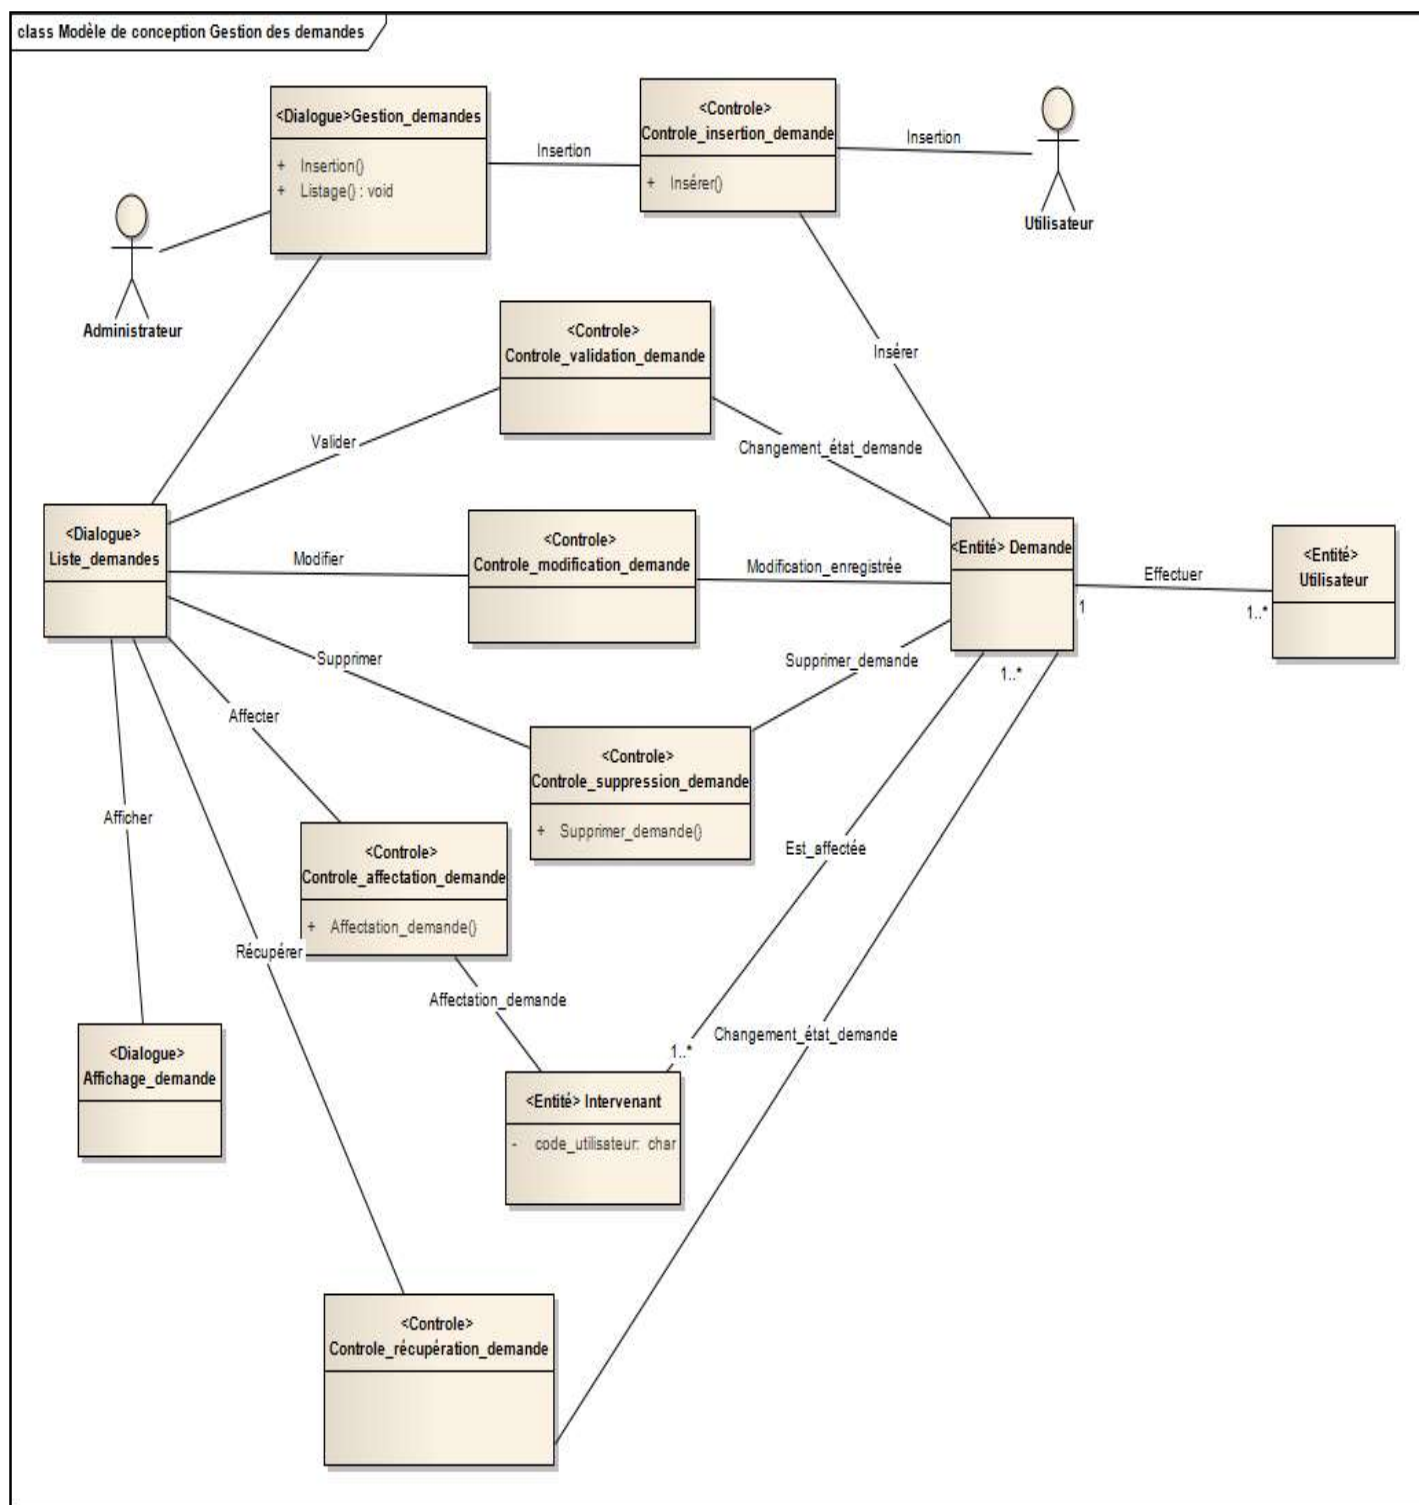 class Modèle de conception Gestion des demandes
<Dialogue>Gestion_demandes
+ Insertion()
+ Listage() : void
Insertion
<Controle>
Controle_insertion_demande
+ Insérer()
Insertion
Utilisateur
Administrateur
<Controle>
Controle_validation_demande
Insérer
Valider
Changement_état_demande
<Dialogue>
Liste_demandes
Modifier
<Controle>
Controle_modification_demande
Modification_enregistrée
<Entité> Demande
Effectuer
1
1..*
<Entité>
Utilisateur
Supprimer
Supprimer_demande
1..*
Affecter
<Controle>
Controle_suppression_demande
+ Supprimer_demande()
Afficher
<Controle>
Controle_affectation_demande
+ Affectation_demande()
Est_affectée
Récupérer
Affectation_demande
Changement_état_demande
1..*
<Dialogue>
Affichage_demande
<Entité> Intervenant
- code_utilisateur: char
<Controle>
Controle_récupération_demande